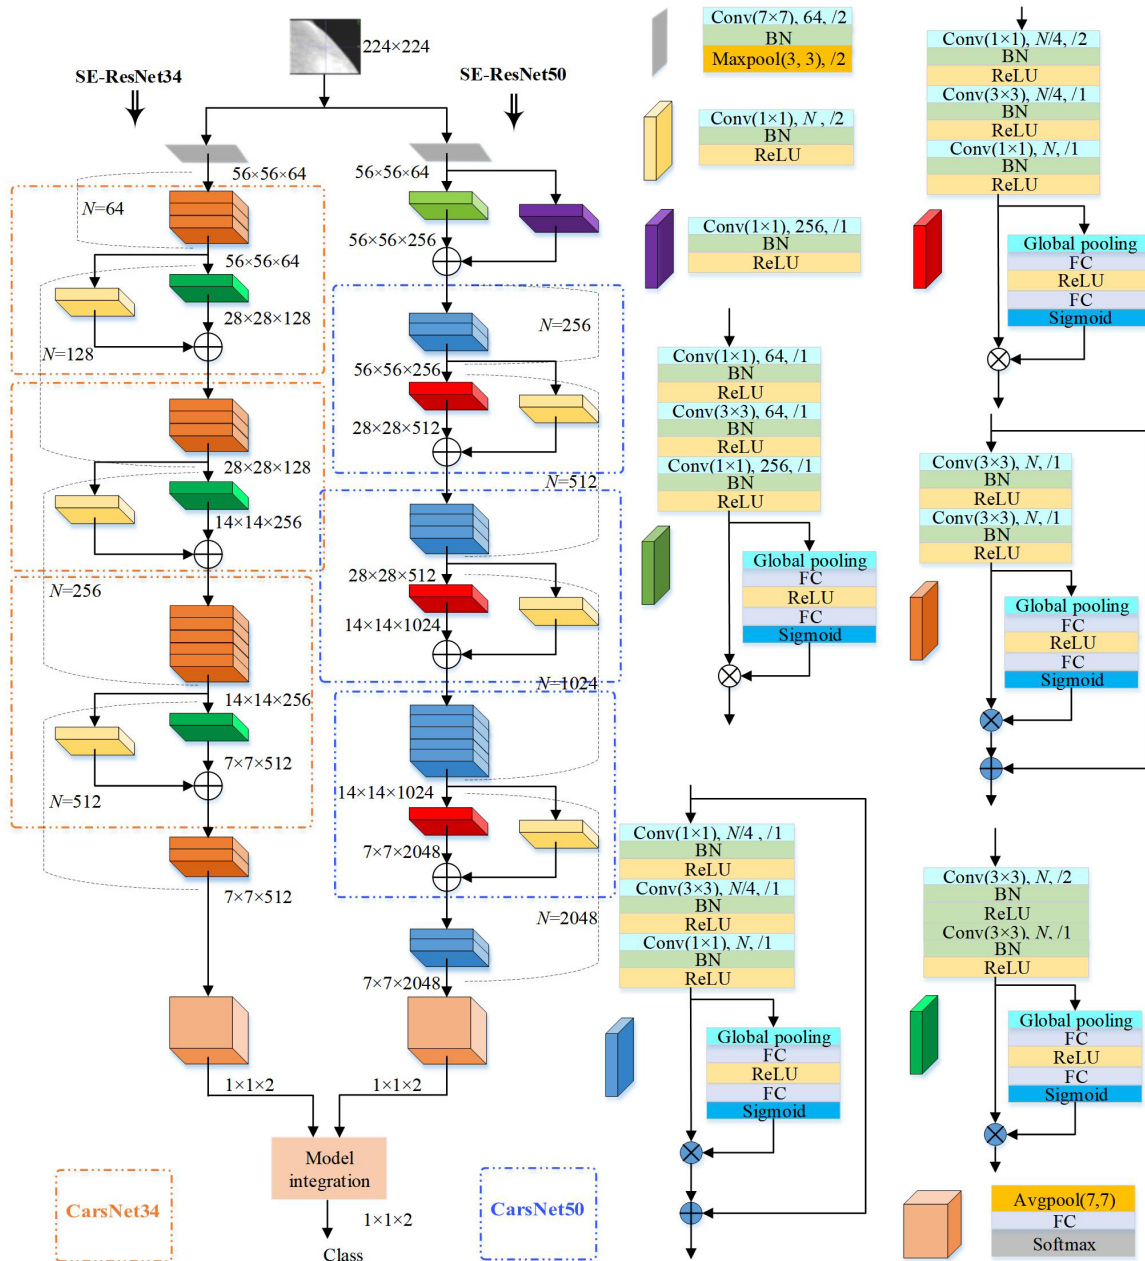 224×224
SE-ResNet34
SE-ResNet50
56×56×64
N=64
56×56×64
28×28×128
N=128
28×28×128
14×14×256
N=256
14×14×256
7×7×512
N=512
7×7×512
1×1×2
56×56×64
56×56×256
N=256
56×56×256
28×28×512
N=512
28×28×512
14×14×1024
N=1024
14×14×1024
7×7×2048
N=2048
7×7×2048
1×1×2
Model
integration
1×1×2
Class
CarsNet34
CarsNet50
Conv(7×7), 64, /2
BN
Maxpool(3, 3), /2
Conv(1×1), N , /2
BN
ReLU
Conv(1×1), 256, /1
BN
ReLU
Conv(1×1), 64, /1
BN
ReLU
Conv(3×3), 64, /1
BN
ReLU
Conv(1×1), 256, /1
BN
ReLU
Global pooling
FC
ReLU
FC
Sigmoid
Conv(1×1), N/4 , /1
BN
ReLU
Conv(3×3), N/4, /1
BN
ReLU
Conv(1×1), N, /1
BN
ReLU
Global pooling
FC
ReLU
FC
Sigmoid
Conv(1×1), N/4, /2
BN
ReLU
Conv(3×3), N/4, /1
BN
ReLU
Conv(1×1), N, /1
BN
ReLU
Global pooling
FC
ReLU
FC
Sigmoid
Conv(3×3), N, /1
BN
ReLU
Conv(3×3), N, /1
BN
ReLU
Global pooling
FC
ReLU
FC
Sigmoid
Conv(3×3), N, /2
BN
ReLU
Conv(3×3), N, /1
BN
ReLU
Global pooling
FC
ReLU
FC
Sigmoid
Avgpool(7,7)
FC
Softmax